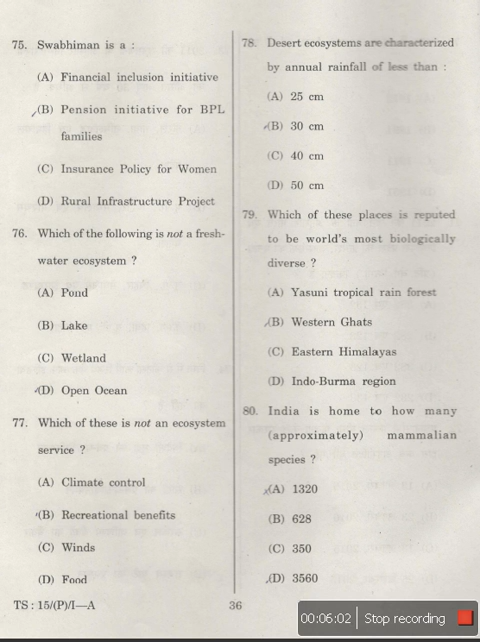 75. Swabhiman is a :
(A) Financial inclusion initiative
(B) Pension initiative for BPL
families
(C) Insurance Policy for Women
(D) Rural Infrastructure Project
76. Which of the following is not a fresh-
water ecosystem ?
(A) Pond
(B) Lake
(C) Wetland
(D) Open Ocean
77. Which of these is not an ecosystem
service ?
(A) Climate control
(B) Recreational benefits
(C) Winds
(D) Food
78. Desert ecosystems are characterized
by annual rainfall of less than :
(A) 25 cm
(B) 30 cm
(C) 40 cm
(D) 50 cm
79. Which of these places is reputed
to be world's most biologically
diverse ?
(A) Yasuni tropical rain forest
(B) Western Ghats
(C) Eastern Himalayas
(D) Indo-Burma region
80. India is home to how many
(approximately) mammalian
species ?
(A) 1320
(B) 628
(C) 350
(D) 3560
TS : 15/(P)/I—A
36
00:06:02 Stop recording